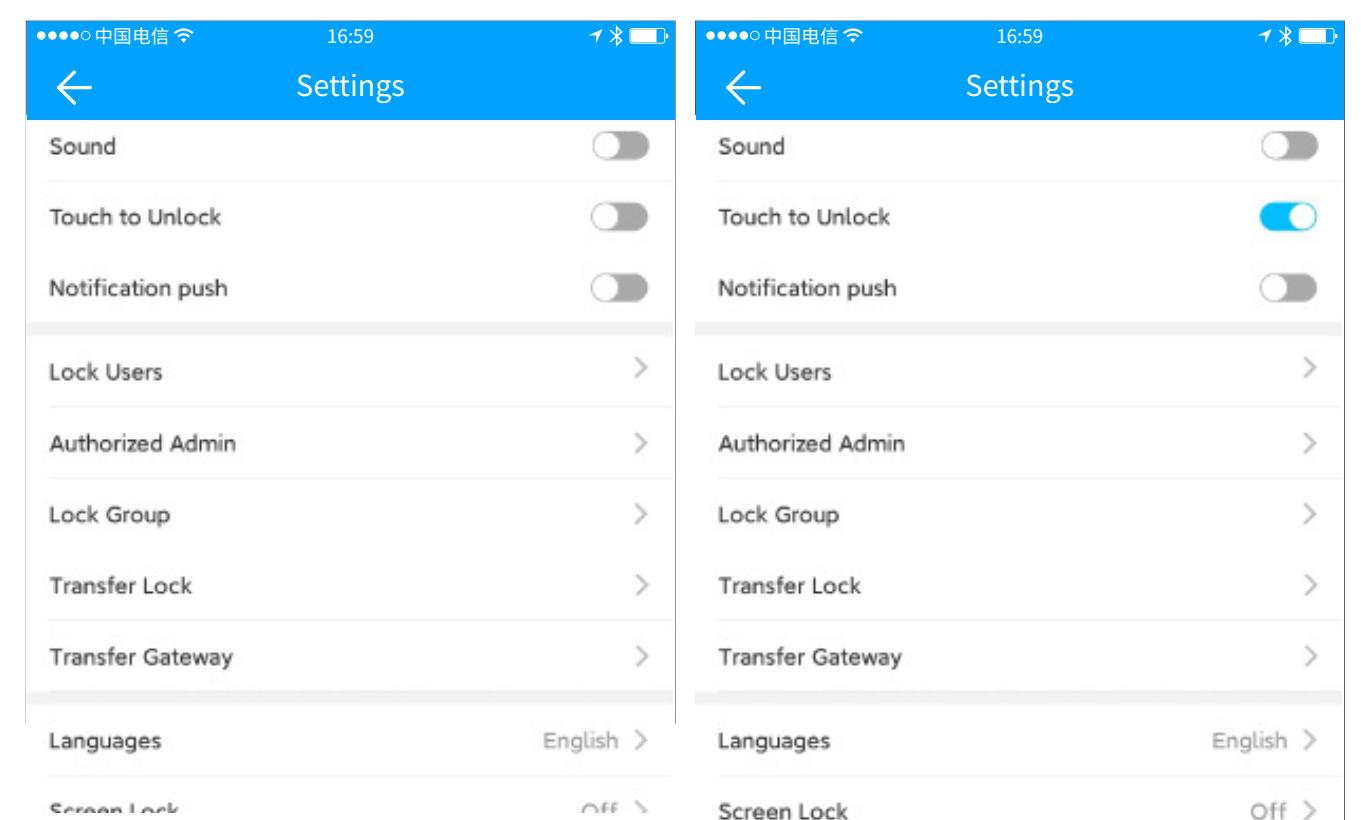 中国电信 16:59
Settings
Sound
Touch to Unlock
Notification push
Lock Users
Authorized Admin
Lock Group
Transfer Lock
Transfer Gateway
Languages English
Screen Lock Off
中国电信 16:59
Settings
Sound
Touch to Unlock
Notification push
Lock Users
Authorized Admin
Lock Group
Transfer Lock
Transfer Gateway
Languages English
Screen Lock Off